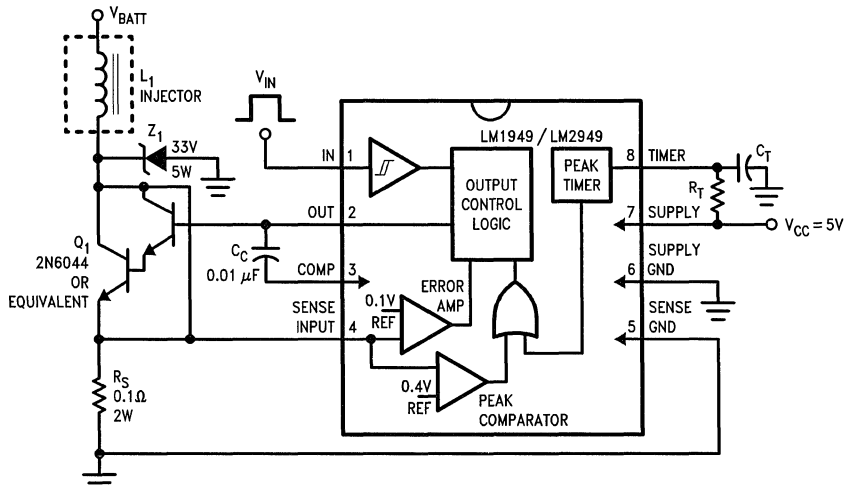 VBATT
L1
INJECTOR
Z1
33V
5W
VIN
LM1949 / LM2949
IN
1
OUTPUT
CONTROL
LOGIC
PEAK
TIMER
8
TIMER
CT
RT
OUT
2
7
SUPPLY
VCC = 5V
Q1
2N6044
OR
EQUIVALENT
CC
0.01 μF
COMP
3
SUPPLY
6
GND
ERROR
AMP
0.1V
REF
SENSE
INPUT
4
SENSE
5
GND
0.4V
REF
PEAK
COMPARATOR
RS
0.1Ω
2W